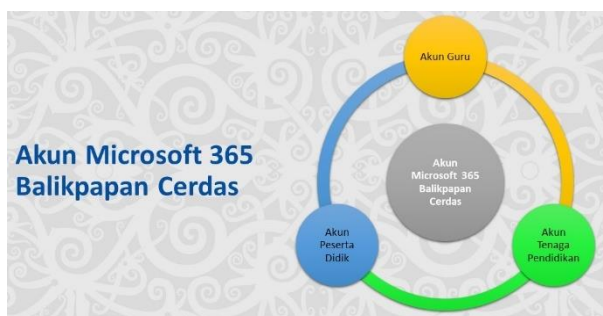 Akun Microsoft 365
Balikpapan Cerdas
Akun Guru
Akun
Microsoft 365
Balikpapan
Cerdas
Akun
Peserta
Didik
Akun
Tenaga
Pendidikan